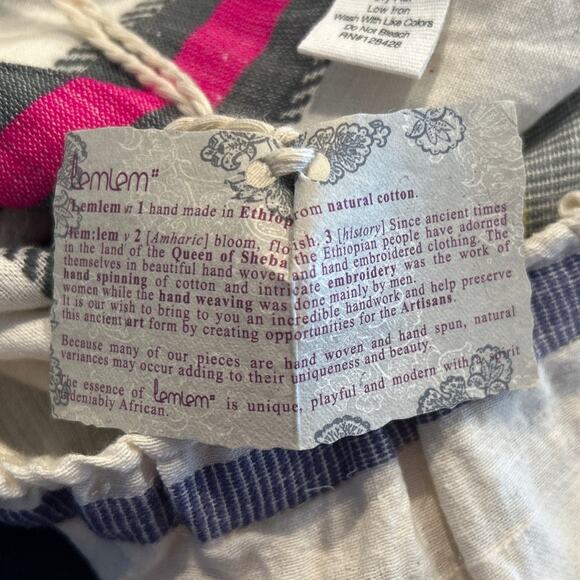 Low Iron
Wash With Like Colors
Do Not Bleach
RN#128428
lemlem
Lemlem n 1 hand made in Ethiop rom natural cotton.
lem:lem v 2 [Amharic] bloom, flo ish. 3 [history] Since ancient times
in the land of the Queen of Sheba the Ethiopian people have adorned
themselves in beautiful hand woven and hand embroidered clothing. The
hand spinning of cotton and intricate embroidery was the work of
women while the hand weaving was done mainly by men.
It is our wish to bring to you an incredible handwork and help preserve
this ancient art form by creating opportunities for the Artisans.
Because many of our pieces are hand woven and hand spun, natural
variances may occur adding to their uniqueness and beauty.
The essence of lemlem is unique, playful and modern with a spirit
undeniably African.